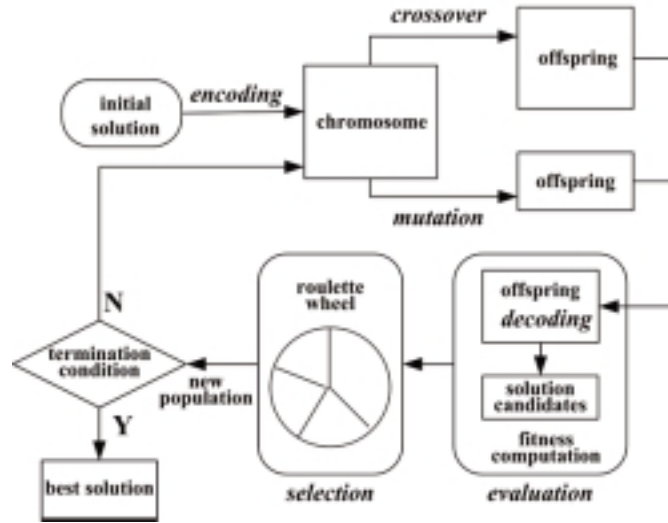 crossover
offspring
initial
solution
encoding
chromosome
offspring
mutation
N
roulette
wheel
offspring
decoding
termination
condition
new
population
solution
candidates
Y
fitness
computation
best solution
selection
evaluation